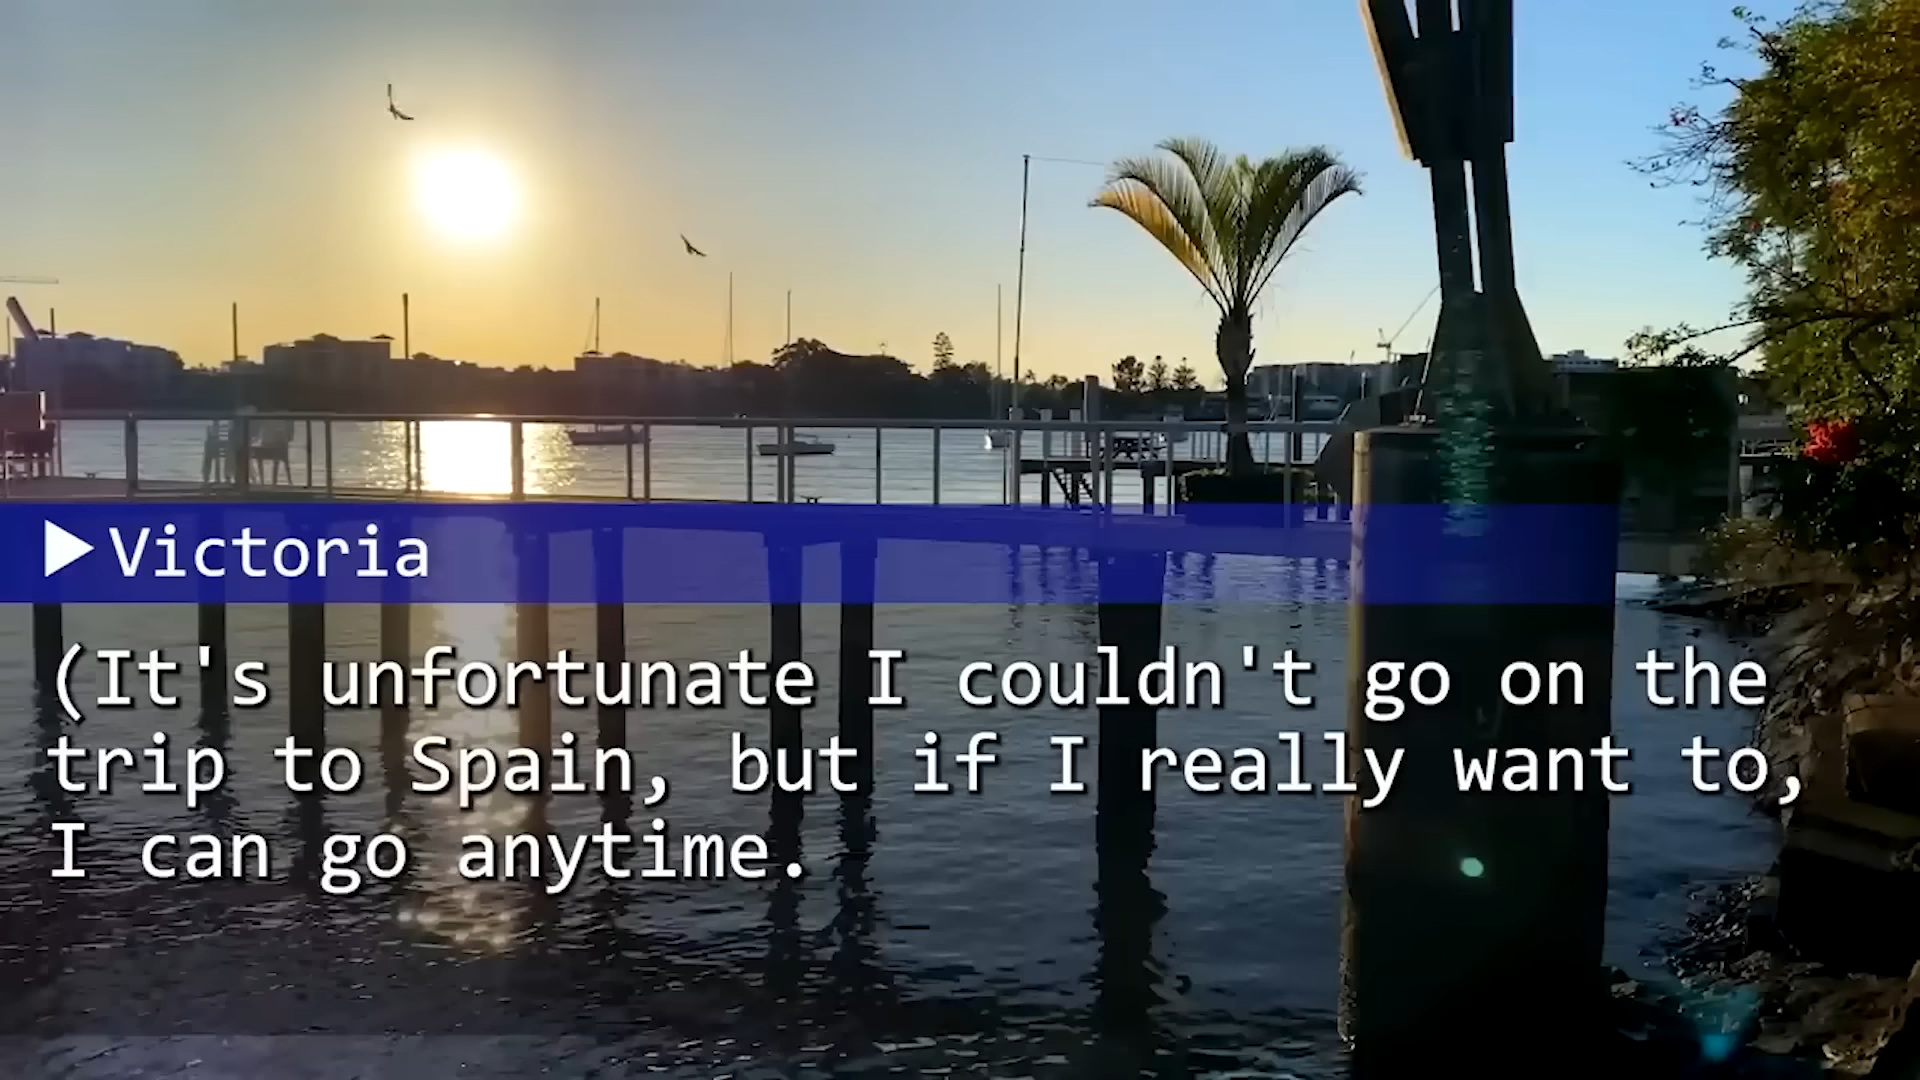 Victoria
(It's unfortunate I couldn't go on the
trip to Spain, but if I really want to,
I can go anytime.